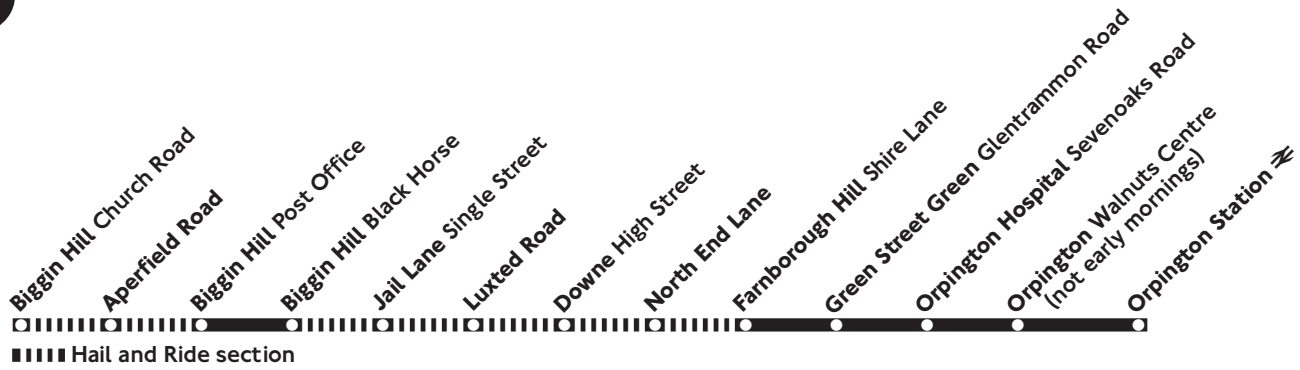 Biggin Hill Church Road
Aperfield Road
Biggin Hill Post Office
Biggin Hill Black Horse
Jail Lane Single Street
Luxted Road
Downe High Street
North End Lane
Farnborough Hill Shire Lane
Green Street Green Glentrammon Road
Orpington Hospital Sevenoaks Road
Orpington Walnuts Centre
(not early mornings)
Orpington Station
Hail and Ride section